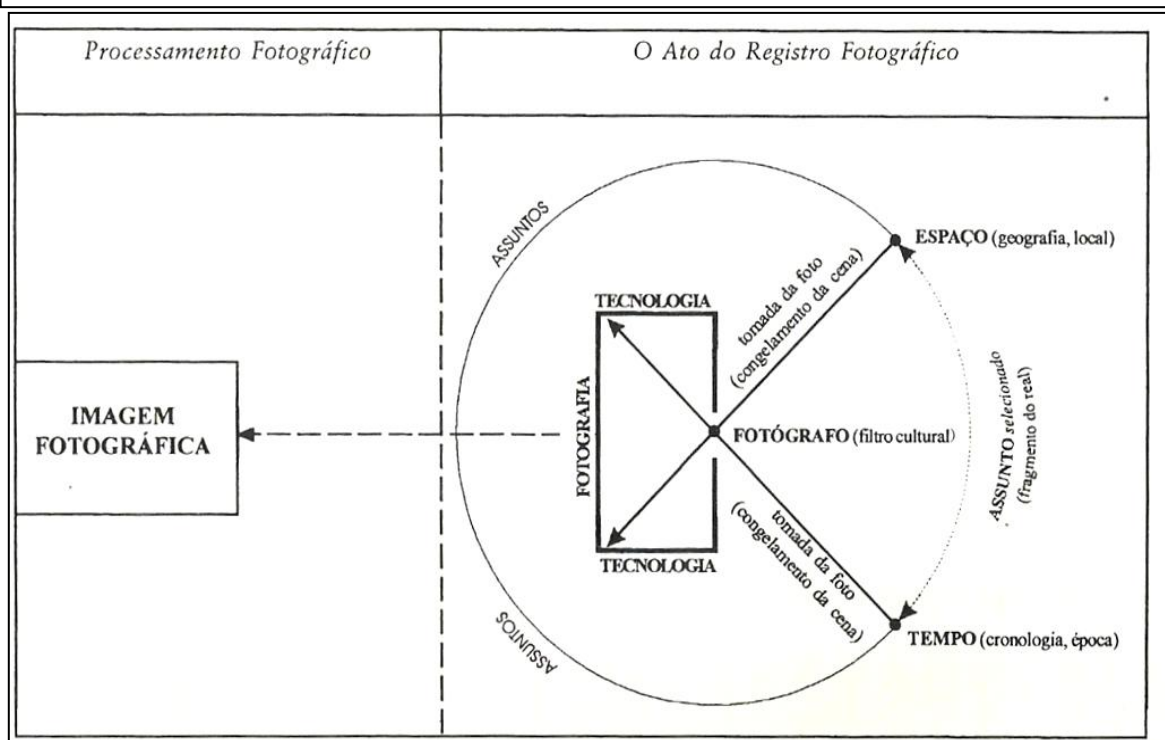 Processamento Fotográfico
O Ato do Registro Fotográfico
ASSUNTOS
ESPAÇO (geografia, local)
tomada da foto
(congelamento da cena)
TECNOLOGIA
FOTOGRAFIA
IMAGEM
FOTOGRÁFICA
FOTÓGRAFO (filtro cultural)
ASSUNTO selecionado
(fragmento do real)
tomada da foto
(congelamento da cena)
TECNOLOGIA
ASSUNTOS
TEMPO (cronologia, época)